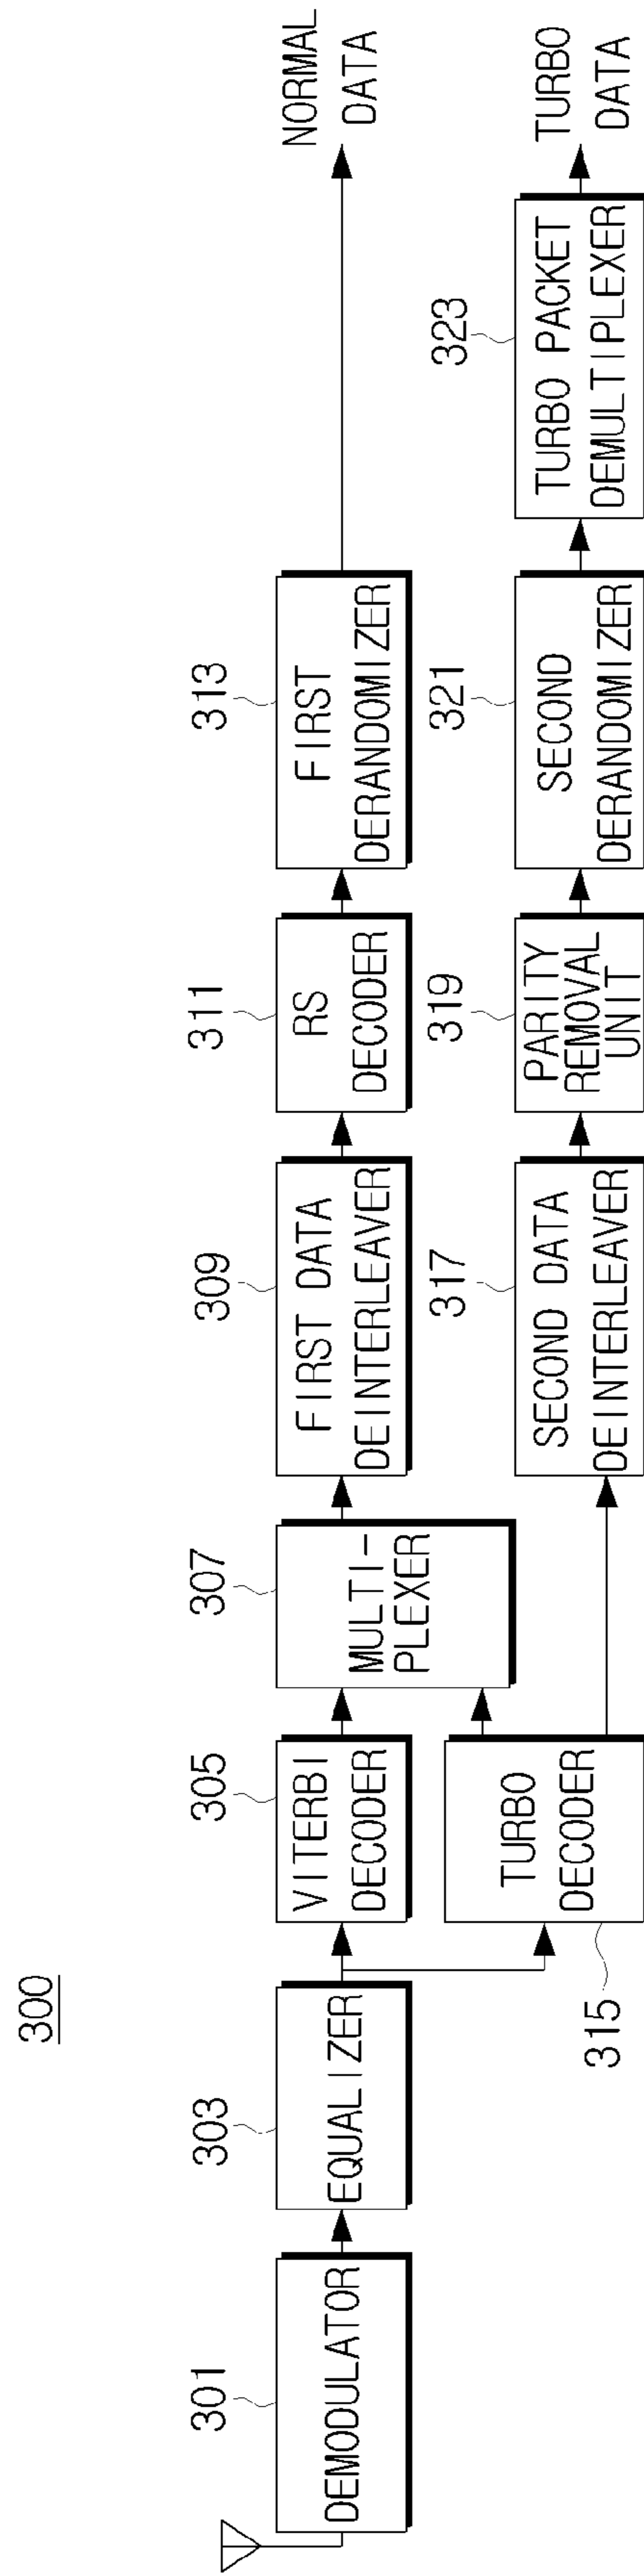 300
301
DEMODULATOR
303
EQUALIZER
305
VITERBI
DECODER
307
MULTI-
PLEXER
309
FIRST DATA
DEINTERLEAVER
311
RS
DECODER
313
FIRST
DERANDOMIZER
NORMAL
DATA
315
TURBO
DECODER
317
SECOND DATA
DEINTERLEAVER
319
PARITY
REMOVAL
UNIT
321
SECOND
DERANDOMIZER
323
TURBO PACKET
DEMULTIPLEXER
TURBO
DATA